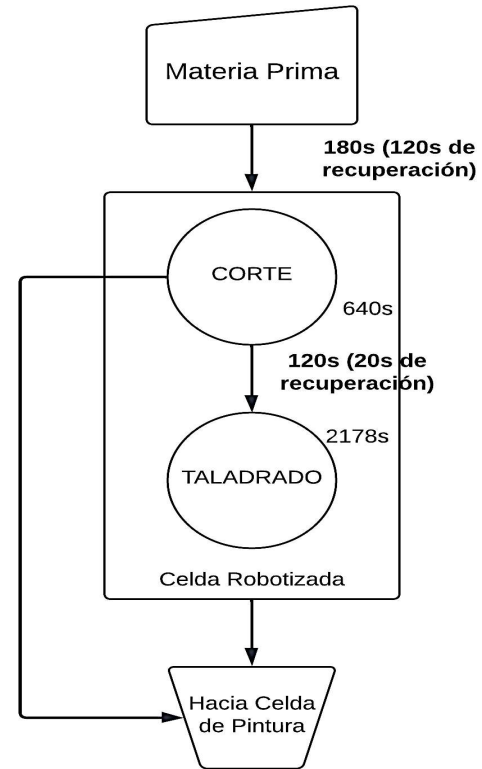 Materia Prima
180s (120s de
recuperación)
CORTE
640s
120s (20s de
recuperación)
2178s
TALADRADO
Celda Robotizada
Hacia Celda
de Pintura